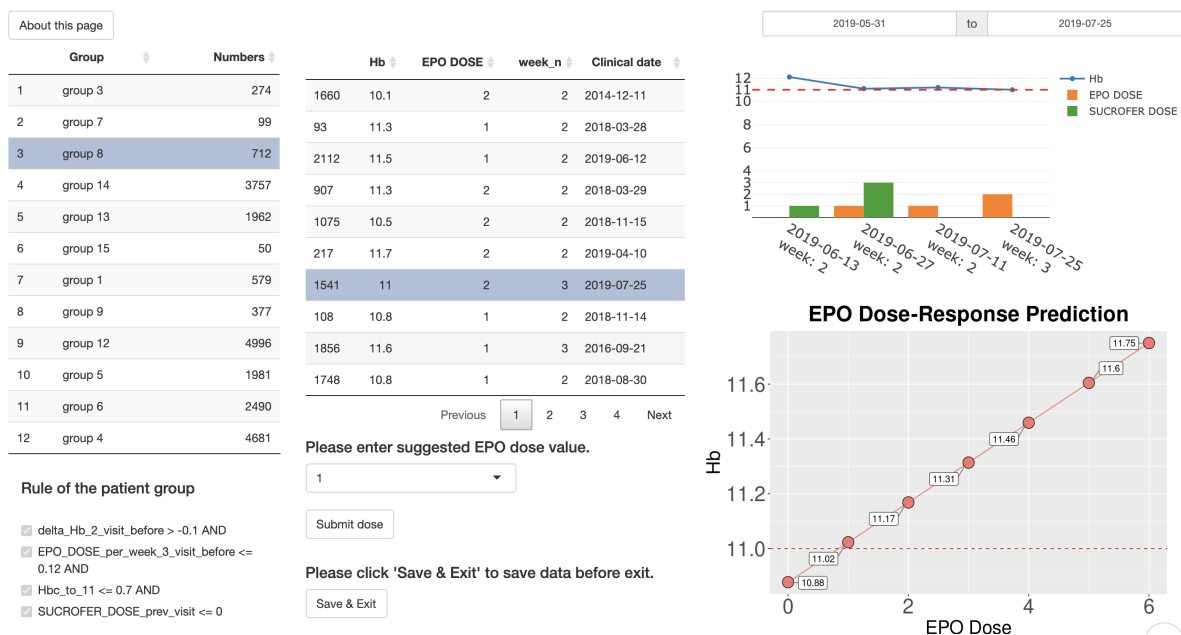 About this page
Group Numbers
1 group 3 274
2 group 7 99
3 group 8 712
4 group 14 3757
5 group 13 1962
6 group 15 50
7 group 1 579
8 group 9 377
9 group 12 4996
10 group 5 1981
11 group 6 2490
12 group 4 4681
Rule of the patient group
delta_Hb_2_visit_before > -0.1 AND
EPO_DOSE_per_week_3_visit_before <=
0.12 AND
Hbc_to_11 <= 0.7 AND
SUCROFER_DOSE_prev_visit <= 0
Hb EPO DOSE week_n Clinical date
1660 10.1 2 2 2014-12-11
93 11.3 1 2 2018-03-28
2112 11.5 1 2 2019-06-12
907 11.3 2 2 2018-03-29
1075 10.5 2 2 2018-11-15
217 11.7 2 2 2019-04-10
1541 11 2 3 2019-07-25
108 10.8 1 2 2018-11-14
1856 11.6 1 3 2016-09-21
1748 10.8 1 2 2018-08-30
Previous 1 2 3 4 Next
Please enter suggested EPO dose value.
1
Submit dose
Please click 'Save & Exit' to save data before exit.
Save & Exit
2019-05-31 to 2019-07-25
12
11
10
8
6
4
3
2
1
Hb
EPO DOSE
SUCROFER DOSE
2019-06-13
week: 2
2019-06-27
week: 2
2019-07-11
week: 2
2019-07-25
week: 3
EPO Dose-Response Prediction
Hb
11.6
11.4
11.2
11.0
11.75
11.6
11.46
11.31
11.17
11.02
10.88
0 2 4 6
EPO Dose